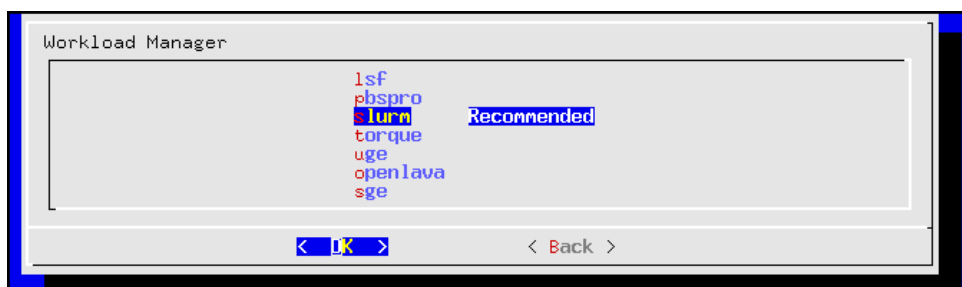 Workload Manager
lsf
pbspro
slurm Recommended
torque
uge
openlava
sge
< OK > < Back >